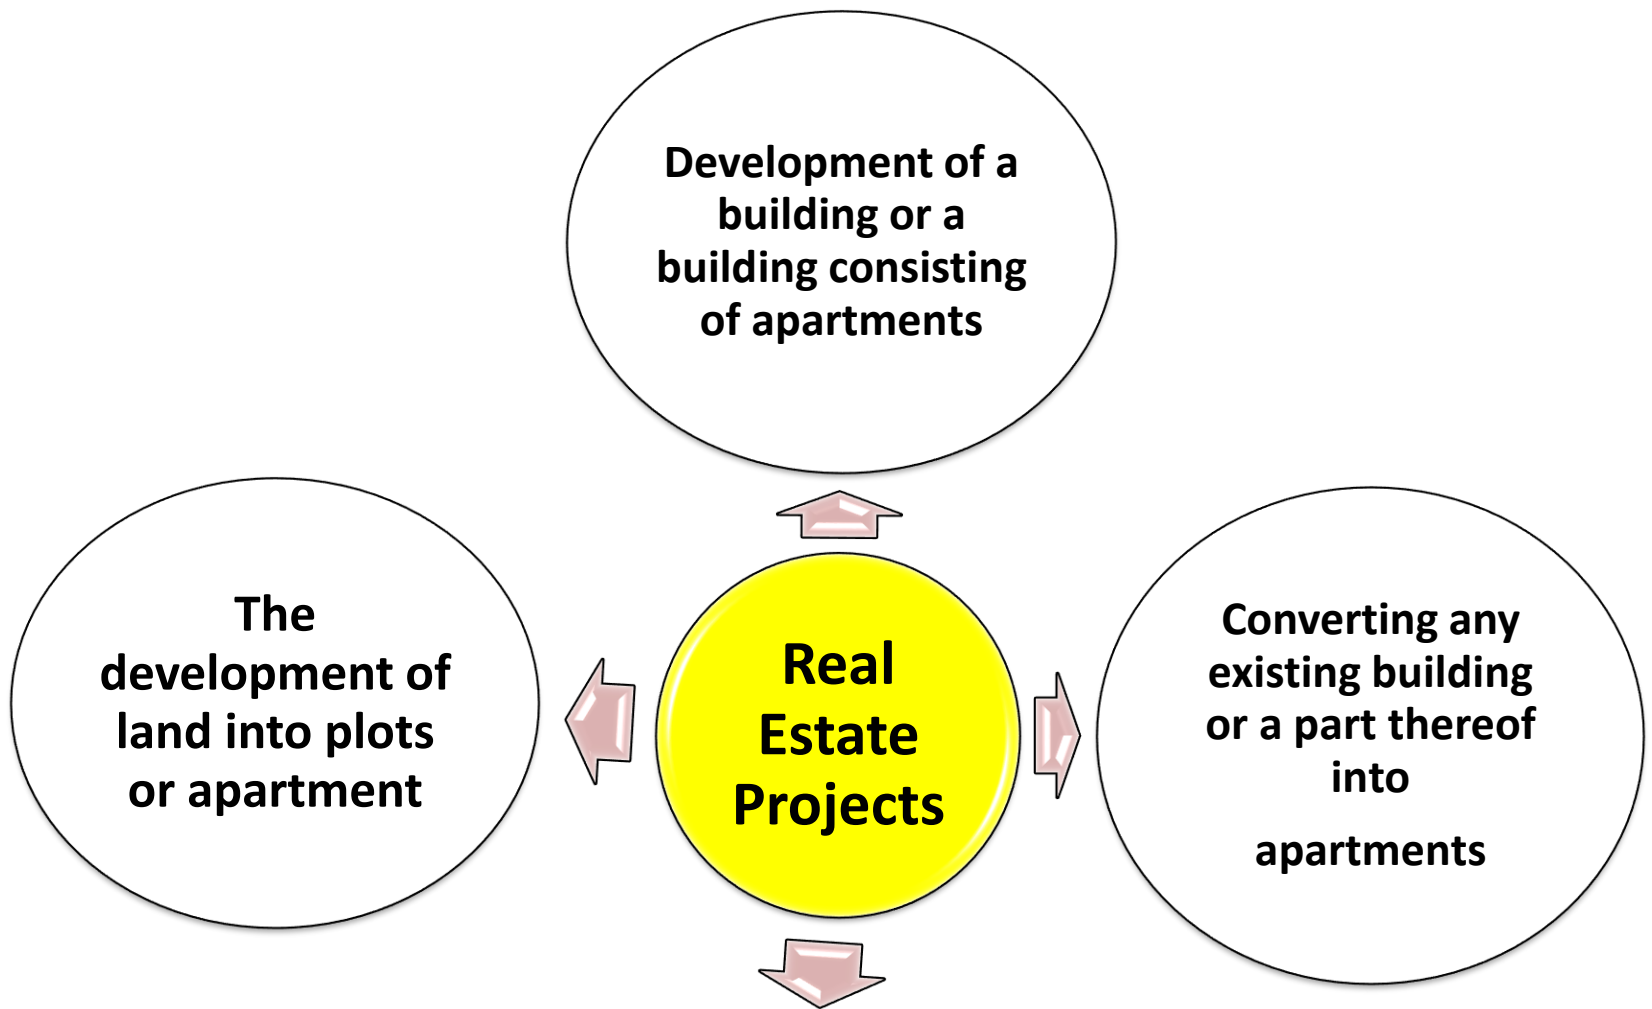 Development of a
building or a
building consisting
of apartments
The
development of
land into plots
or apartment
Real
Estate
Projects
Converting any
existing building
or a part thereof
into
apartments